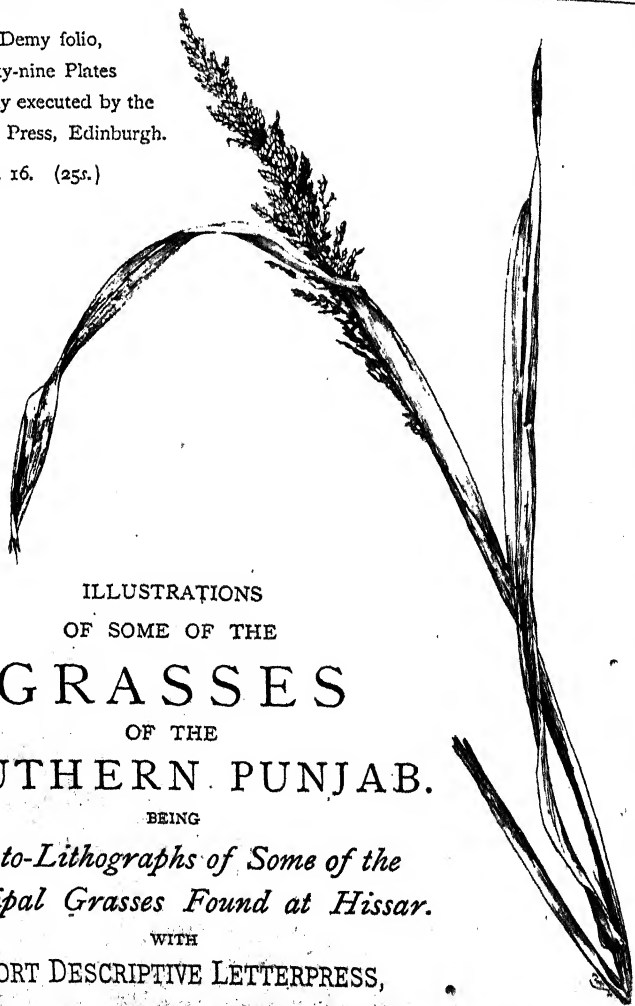 Demy folio,
y-nine Plates
y executed by the
Press, Edinburgh.
. 16. (25s.)
ILLUSTRATIONS
OF SOME OF THE
GRASSES
OF THE
UTHERN PUNJAB.
BEING
to-Lithographs of Some of the
ipal Grasses Found at Hissar.
WITH
ORT DESCRIPTIVE LETTERPRESS,